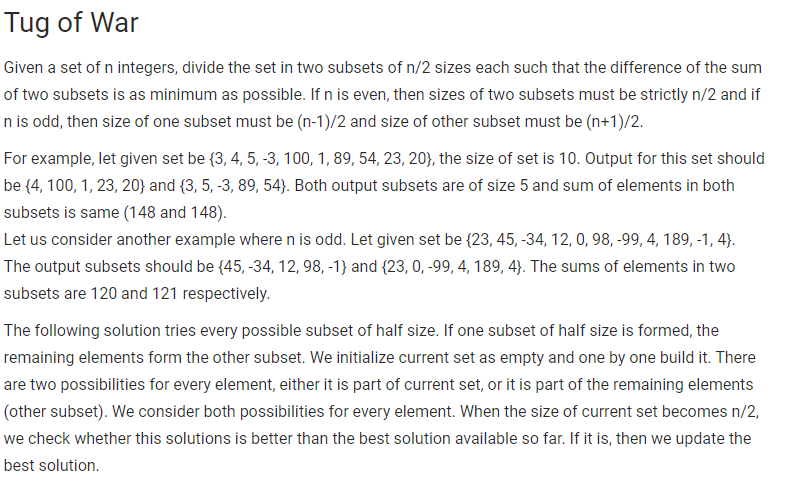 Tug of War
Given a set of n integers, divide the set in two subsets of n/2 sizes each such that the difference of the sum
of two subsets is as minimum as possible. If n is even, then sizes of two subsets must be strictly n/2 and if
n is odd, then size of one subset must be (n-1)/2 and size of other subset must be (n+1)/2.
For example, let given set be {3, 4, 5, -3, 100, 1, 89, 54, 23, 20}, the size of set is 10. Output for this set should
be {4, 100, 1, 23, 20} and {3, 5, -3, 89, 54}. Both output subsets are of size 5 and sum of elements in both
subsets is same (148 and 148).
Let us consider another example where n is odd. Let given set be {23, 45, -34, 12, 0, 98, -99, 4, 189, -1, 4}.
The output subsets should be {45, -34, 12, 98, -1} and {23, 0, -99, 4, 189, 4}. The sums of elements in two
subsets are 120 and 121 respectively.
The following solution tries every possible subset of half size. If one subset of half size is formed, the
remaining elements form the other subset. We initialize current set as empty and one by one build it. There
are two possibilities for every element, either it is part of current set, or it is part of the remaining elements
(other subset). We consider both possibilities for every element. When the size of current set becomes n/2,
we check whether this solutions is better than the best solution available so far. If it is, then we update the
best solution.